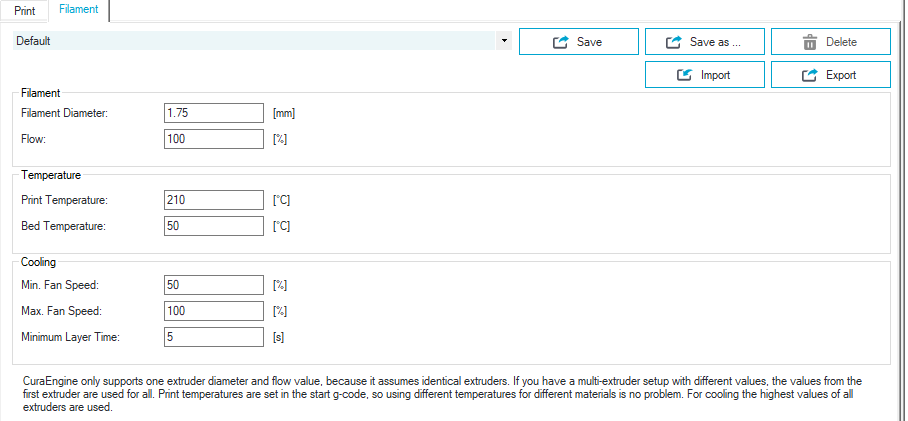 Print Filament
Default Save Save as ... Delete
Import Export
Filament
Filament Diameter: 1.75 [mm]
Flow: 100 [%]
Temperature
Print Temperature: 210 [°C]
Bed Temperature: 50 [°C]
Cooling
Min. Fan Speed: 50 [%]
Max. Fan Speed: 100 [%]
Minimum Layer Time: 5 [s]
CuraEngine only supports one extruder diameter and flow value, because it assumes identical extruders. If you have a multi-extruder setup with different values, the values from the
first extruder are used for all. Print temperatures are set in the start g-code, so using different temperatures for different materials is no problem. For cooling the highest values of all
extruders are used.